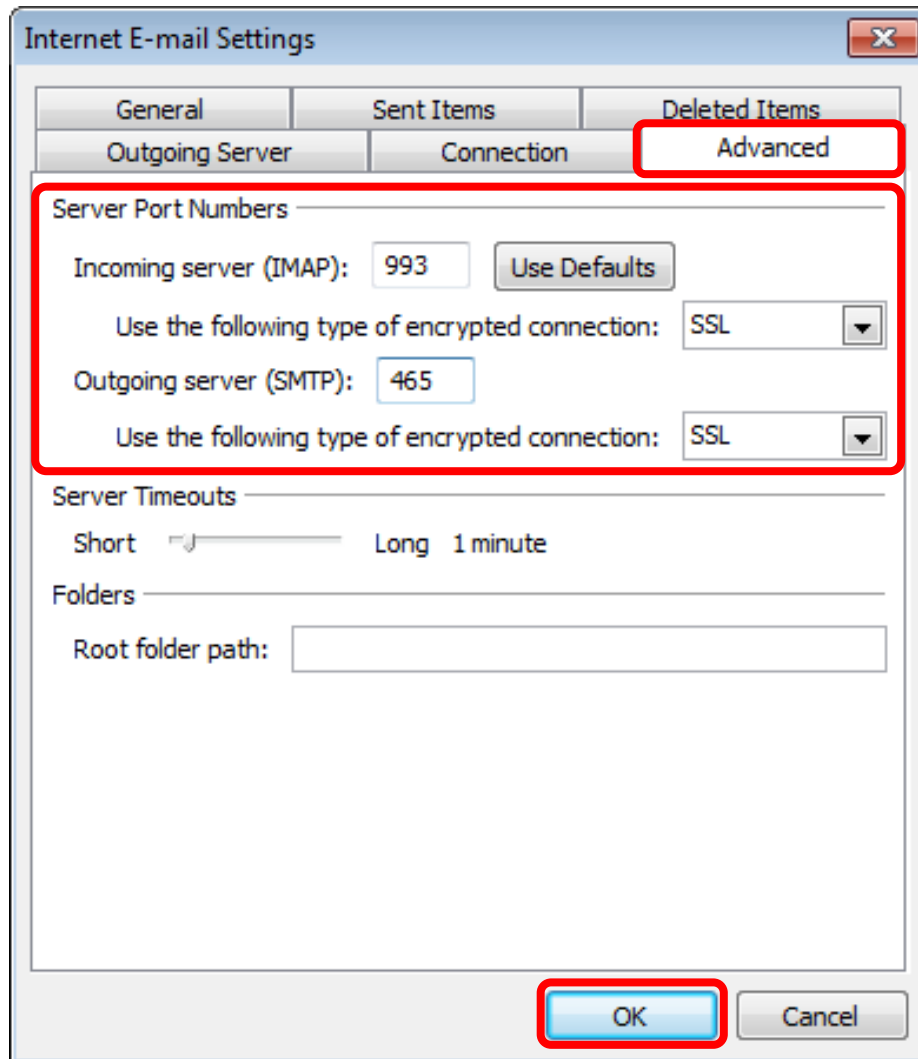 Internet E-mail Settings
General Sent Items Deleted Items
Outgoing Server Connection Advanced
Server Port Numbers
Incoming server (IMAP): 993 Use Defaults
Use the following type of encrypted connection: SSL
Outgoing server (SMTP): 465
Use the following type of encrypted connection: SSL
Server Timeouts
Short Long 1 minute
Folders
Root folder path:
OK Cancel